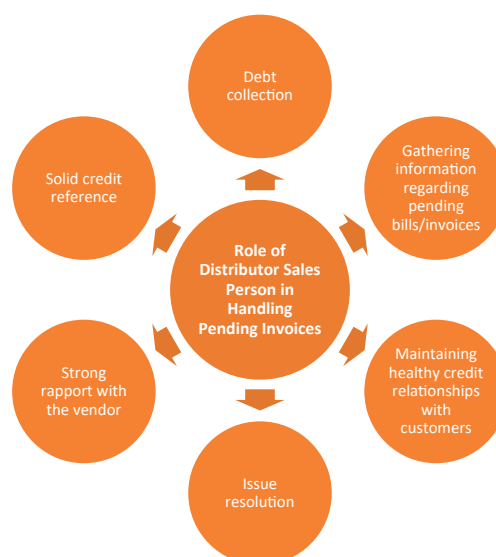 Debt
collection
Gathering
information
regarding
pending
bills/invoices
Solid credit
reference
Role of
Distributor Sales
Person in
Handling
Pending Invoices
Maintaining
healthy credit
relationships
with
customers
Strong
rapport with
the vendor
Issue
resolution